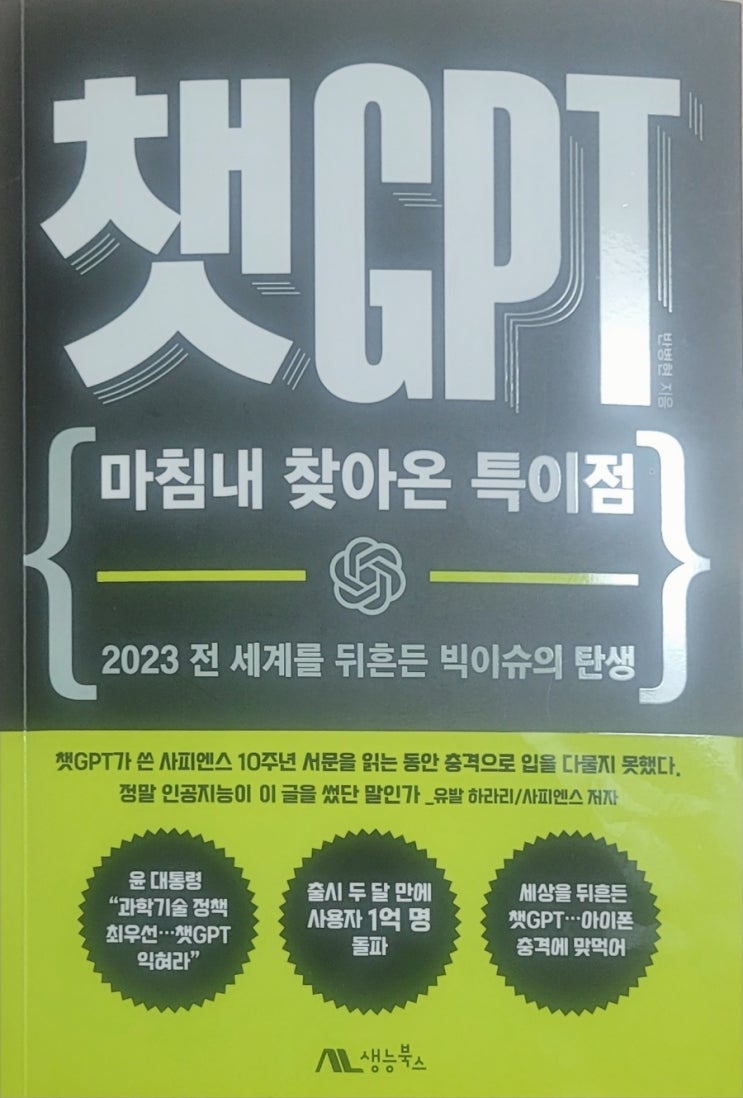 챗GPT
반병현 지음
마침내 찾아온 특이점
2023 전 세계를 뒤흔든 빅이슈의 탄생
챗GPT가 쓴 사피엔스 10주년 서문을 읽는 동안 충격으로 입을 다물지 못했다.
정말 인공지능이 이 글을 썼단 말인가 _유발 하라리/사피엔스 저자
윤 대통령
“과학기술 정책
최우선…챗GPT
익혀라”
출시 두 달 만에
사용자 1억 명
돌파
세상을 뒤흔든
챗GPT…아이폰
충격에 맞먹어
생능북스